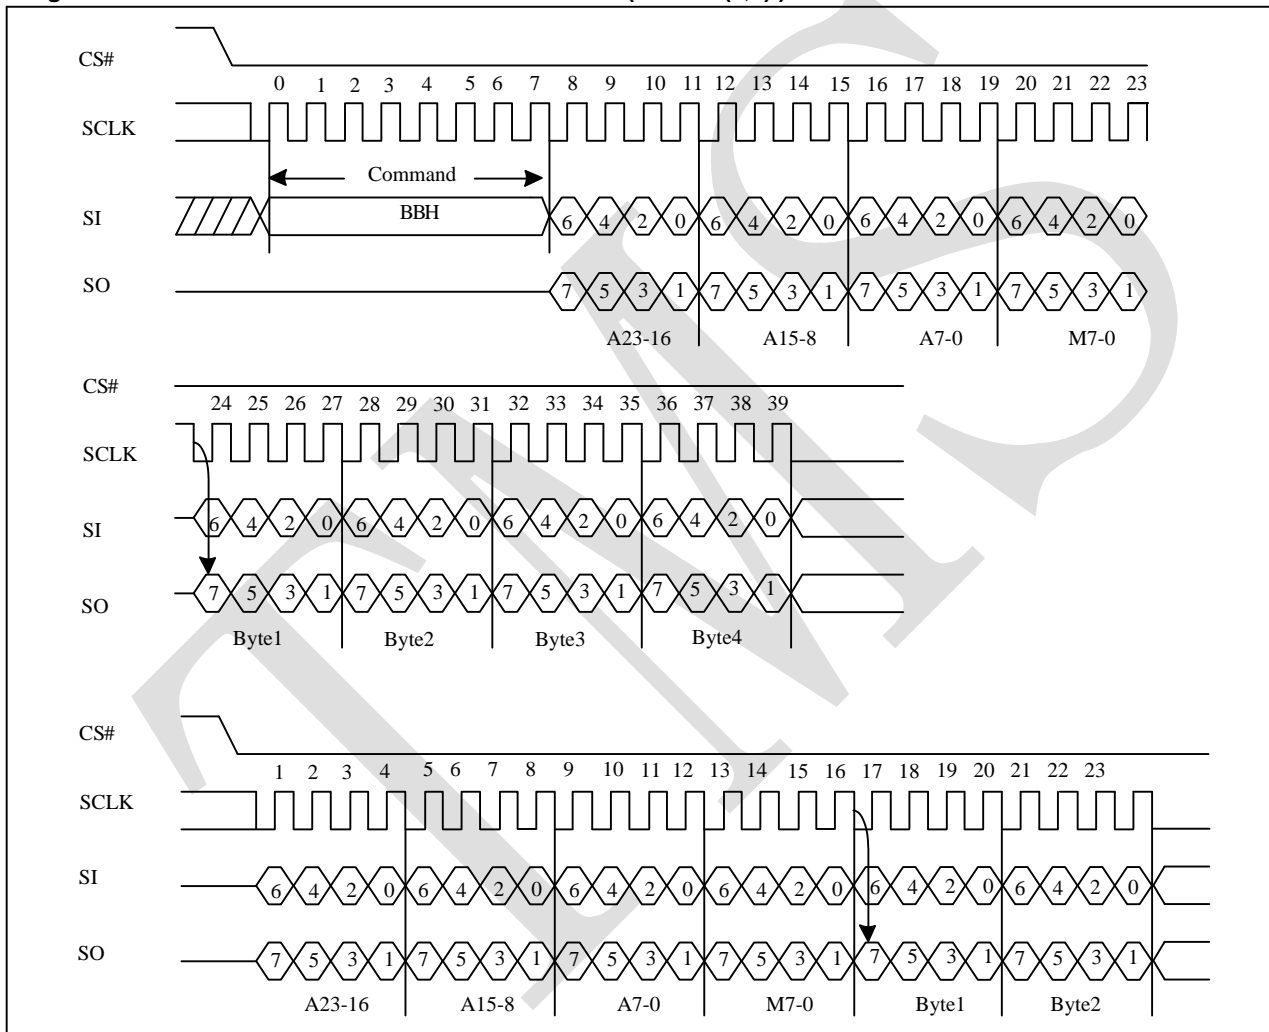 CS#
0 1 2 3 4 5 6 7 8 9 10 11 12 13 14 15 16 17 18 19 20 21 22 23
SCLK
Command
SI BBH 6 4 2 0 6 4 2 0 6 4 2 0 6 4 2 0
SO 7 5 3 1 7 5 3 1 7 5 3 1 7 5 3 1
A23-16 A15-8 A7-0 M7-0
CS#
24 25 26 27 28 29 30 31 32 33 34 35 36 37 38 39
SCLK
SI 6 4 2 0 6 4 2 0 6 4 2 0 6 4 2 0
SO 7 5 3 1 7 5 3 1 7 5 3 1 7 5 3 1
Byte1 Byte2 Byte3 Byte4
CS#
1 2 3 4 5 6 7 8 9 10 11 12 13 14 15 16 17 18 19 20 21 22 23
SCLK
SI 6 4 2 0 6 4 2 0 6 4 2 0 6 4 2 0 6 4 2 0 6 4 2 0
SO 7 5 3 1 7 5 3 1 7 5 3 1 7 5 3 1 7 5 3 1 7 5 3 1
A23-16 A15-8 A7-0 M7-0 Byte1 Byte2
TMS